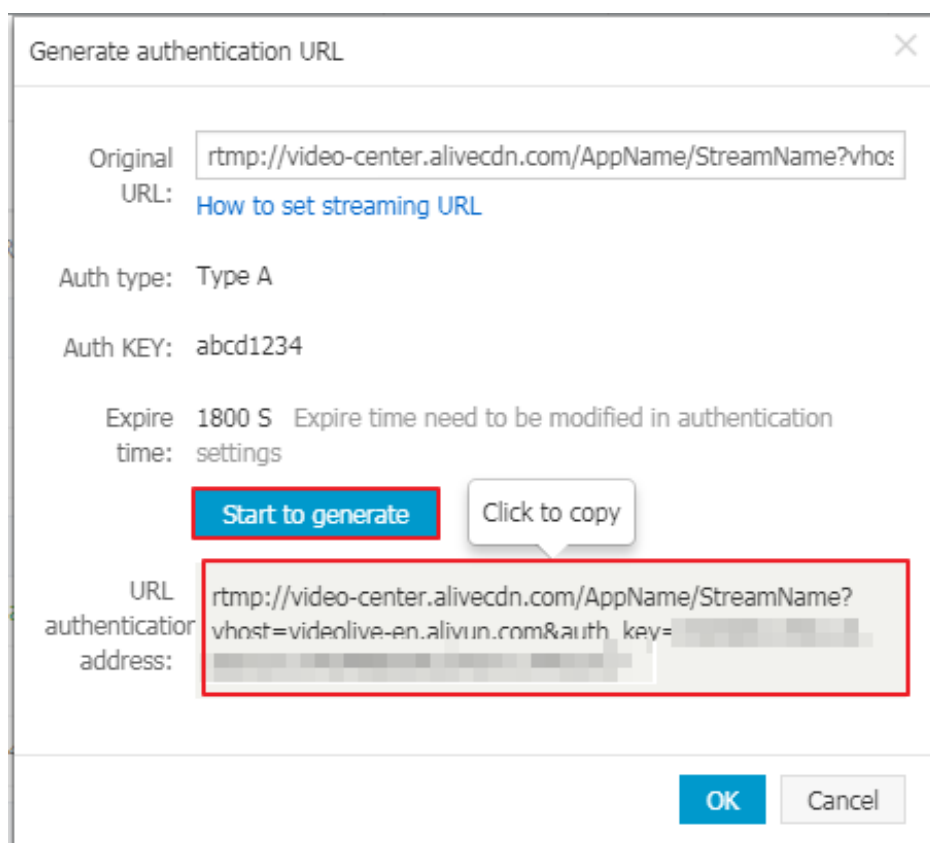 Generate authentication URL
Original URL:
rtmp://video-center.alivecdn.com/AppName/StreamName?vhos
How to set streaming URL
Auth type: Type A
Auth KEY: abcd1234
Expire time:
1800 S Expire time need to be modified in authentication
settings
Start to generate
Click to copy
URL
authentication
address:
rtmp://video-center.alivecdn.com/AppName/StreamName?
vhost=videolive-en.aliyun.com&auth_key=
OK
Cancel